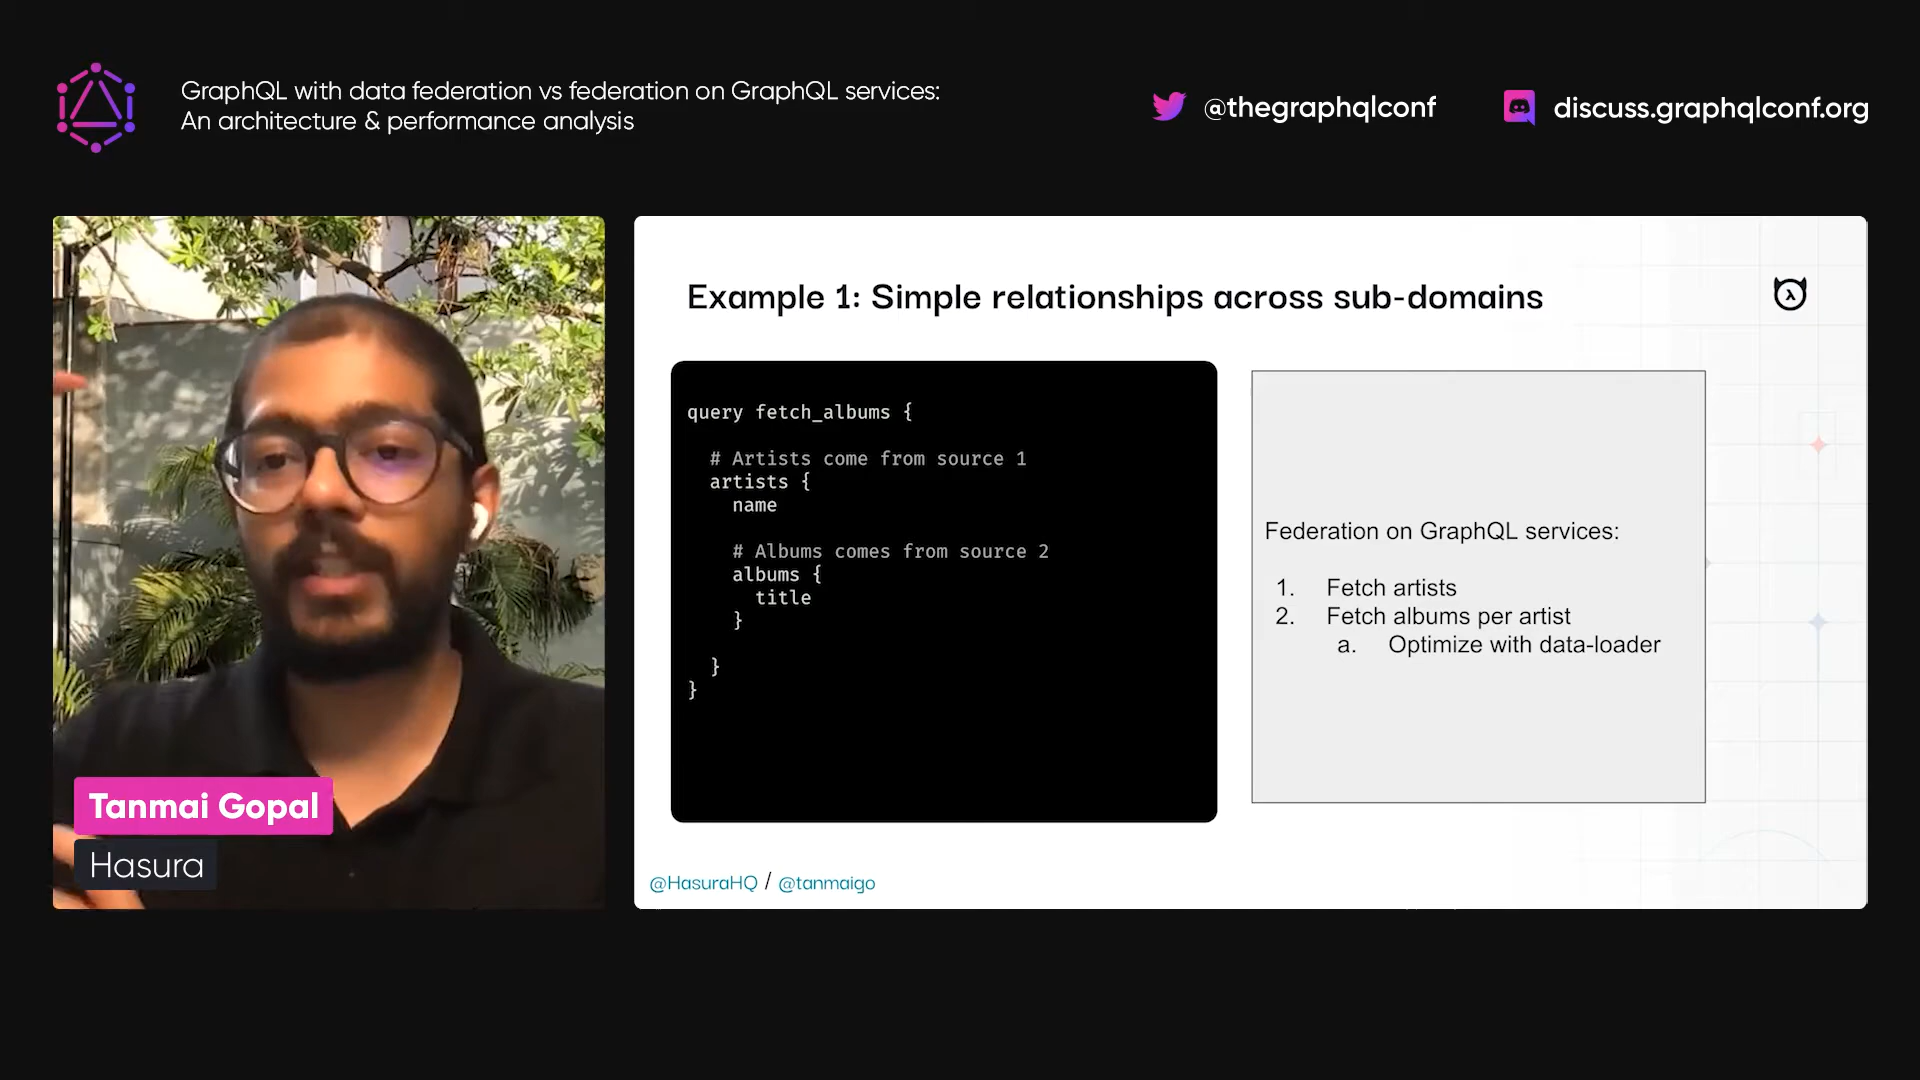 GraphQL with data federation vs federation on GraphQL services:
An architecture & performance analysis
@thegraphqlconf
discuss.graphqlconf.org
Tanmai Gopal
Hasura
Example 1: Simple relationships across sub-domains
query fetch_albums {
# Artists come from source 1
artists {
name
# Albums comes from source 2
albums {
title
}
}
}
Federation on GraphQL services:
1. Fetch artists
2. Fetch albums per artist
a. Optimize with data-loader
@HasuraHQ / @tanmaigo